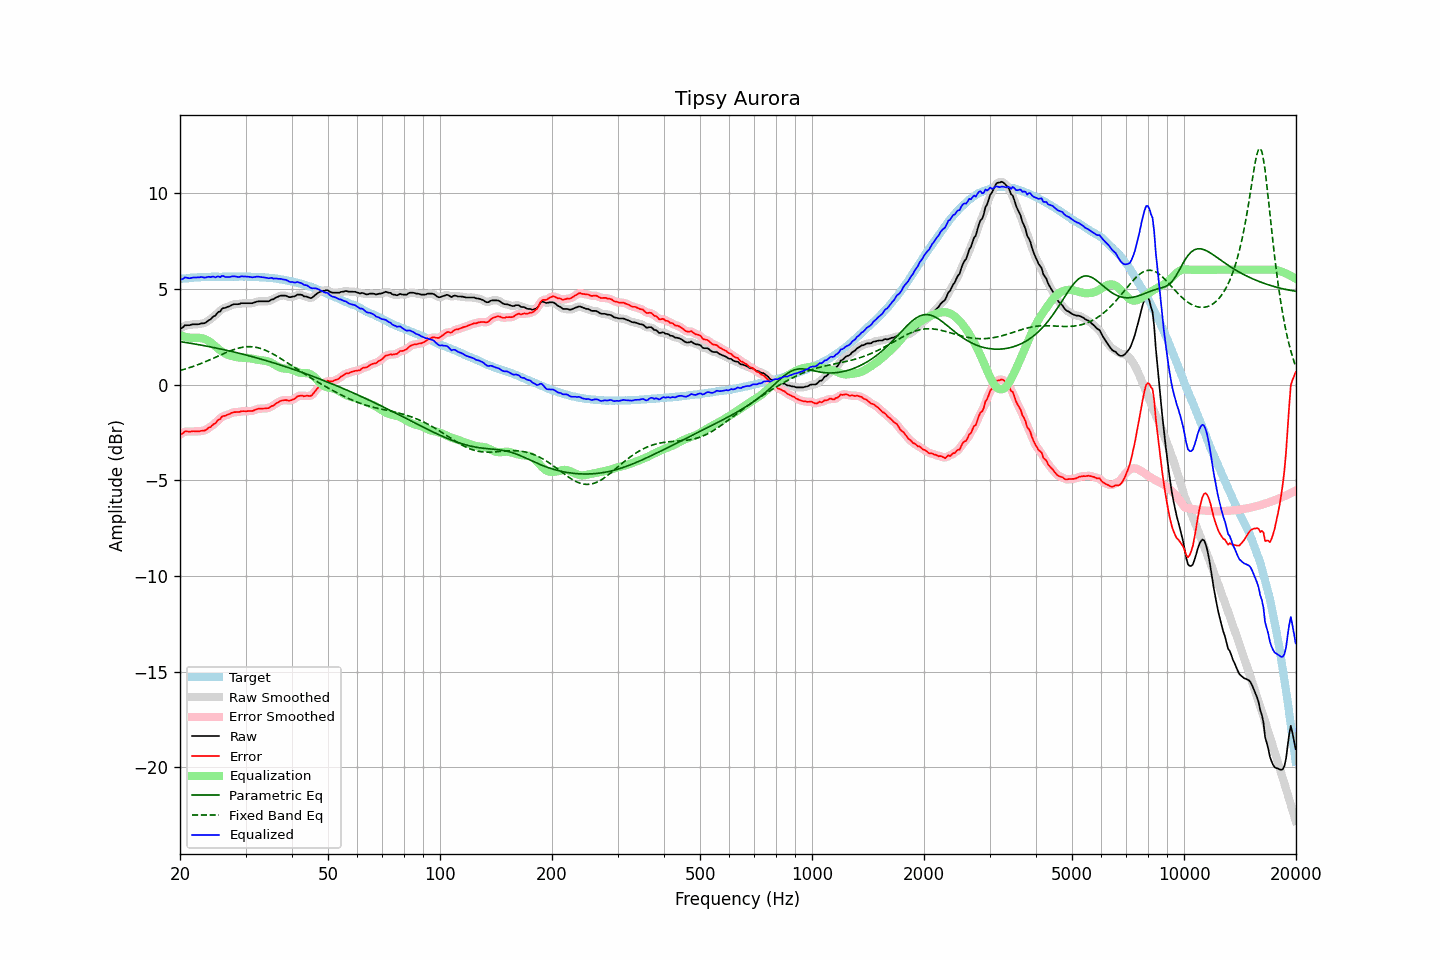 Tipsy Aurora
Amplitude (dBr)
10
5
0
−5
−10
−15
−20
Target
Raw Smoothed
Error Smoothed
Raw
Error
Equalization
Parametric Eq
Fixed Band Eq
Equalized
20 50 100 200 500 1000 2000 5000 10000 20000
Frequency (Hz)